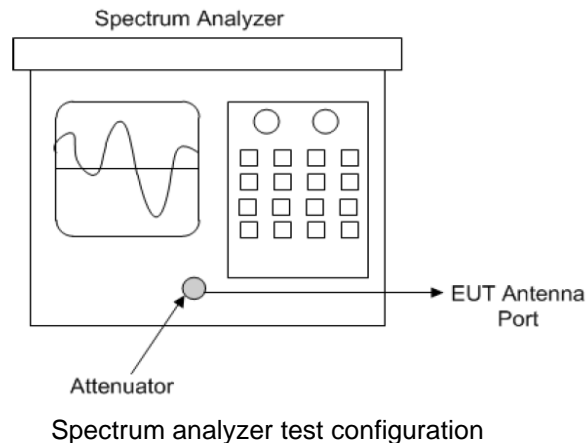 Spectrum Analyzer
EUT Antenna
Port
Attenuator
Spectrum analyzer test configuration